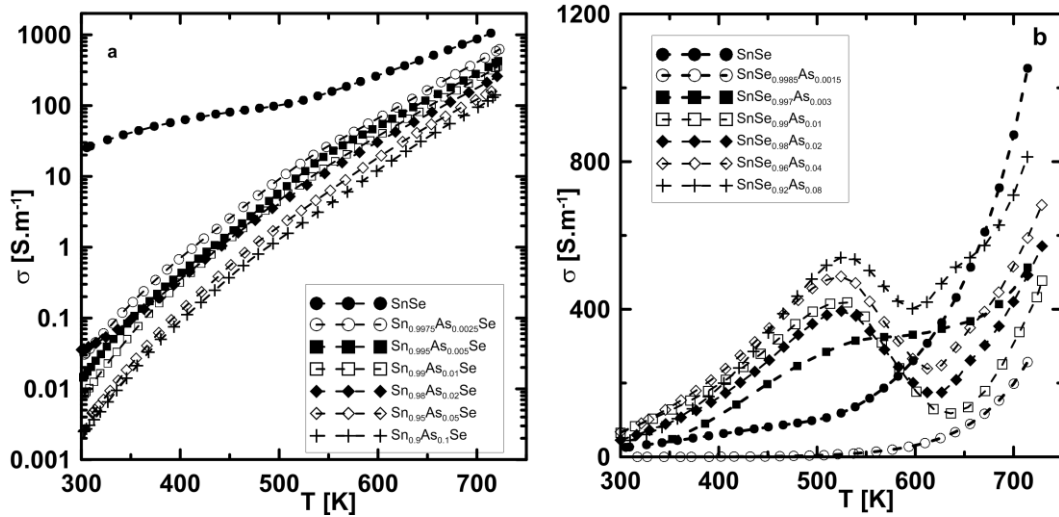 a
1000
100
10
1
0.1
0.01
0.001
σ [S.m⁻¹]
SnSe
Sn₀.₉₉₇₅As₀.₀₀₂₅Se
Sn₀.₉₉₅As₀.₀₀₅Se
Sn₀.₉₉As₀.₀₁Se
Sn₀.₉₈As₀.₀₂Se
Sn₀.₉₅As₀.₀₅Se
Sn₀.₉As₀.₁Se
300 400 500 600 700
T [K]
b
1200
800
400
0
σ [S.m⁻¹]
SnSe
SnSe₀.₉₉₈₅As₀.₀₀₁₅
SnSe₀.₉₉₇As₀.₀₀₃
SnSe₀.₉₉As₀.₀₁
SnSe₀.₉₈As₀.₀₂
SnSe₀.₉₆As₀.₀₄
SnSe₀.₉₂As₀.₀₈
300 400 500 600 700
T [K]